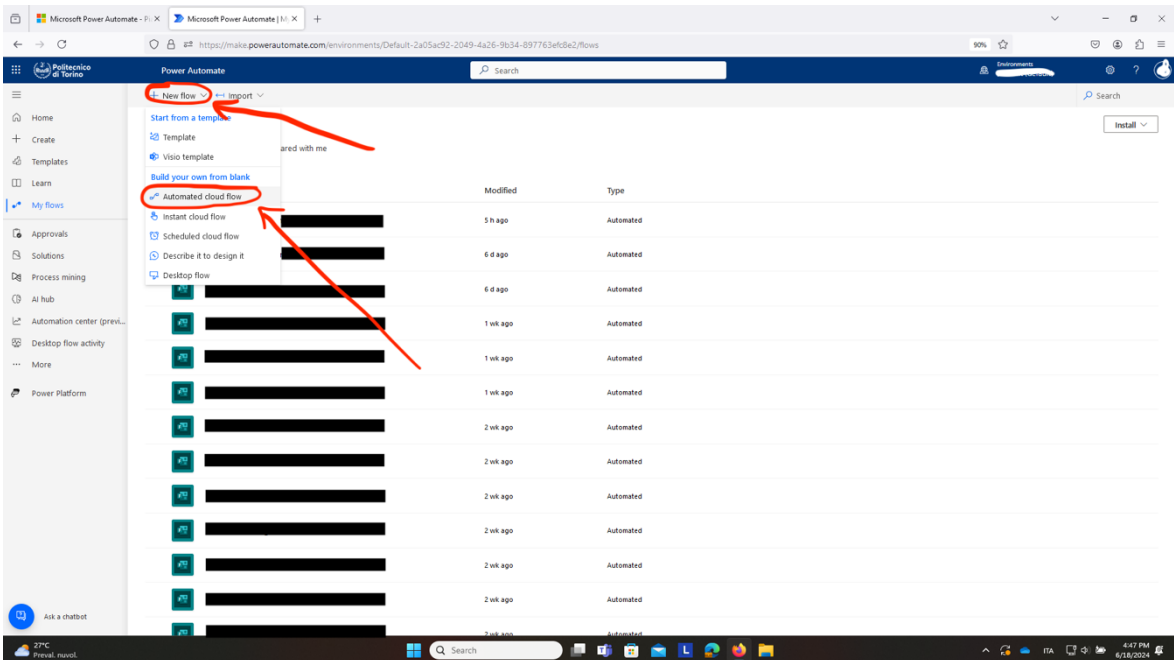 Microsoft Power Automate - Pi
Microsoft Power Automate | My
https://make.powerautomate.com/environments/Default-2a05ac92-2049-4a26-9b34-897763efc8e2/flows
90%
Politecnico
di Torino
Power Automate
Search
Environments
New flow
Import
Search
Install
Home
Create
Templates
Learn
My flows
Approvals
Solutions
Process mining
AI hub
Automation center (previ...
Desktop flow activity
More
Power Platform
Ask a chatbot
Start from a template
Template
Visio template
Build your own from blank
Automated cloud flow
Instant cloud flow
Scheduled cloud flow
Describe it to design it
Desktop flow
ared with me
Modified Type
5 h ago Automated
6 d ago Automated
6 d ago Automated
1 wk ago Automated
1 wk ago Automated
1 wk ago Automated
2 wk ago Automated
2 wk ago Automated
2 wk ago Automated
2 wk ago Automated
2 wk ago Automated
2 wk ago Automated
2 wk ago Automated
27°C
Preval. nuvol.
Search
ITA
4:47 PM
6/18/2024